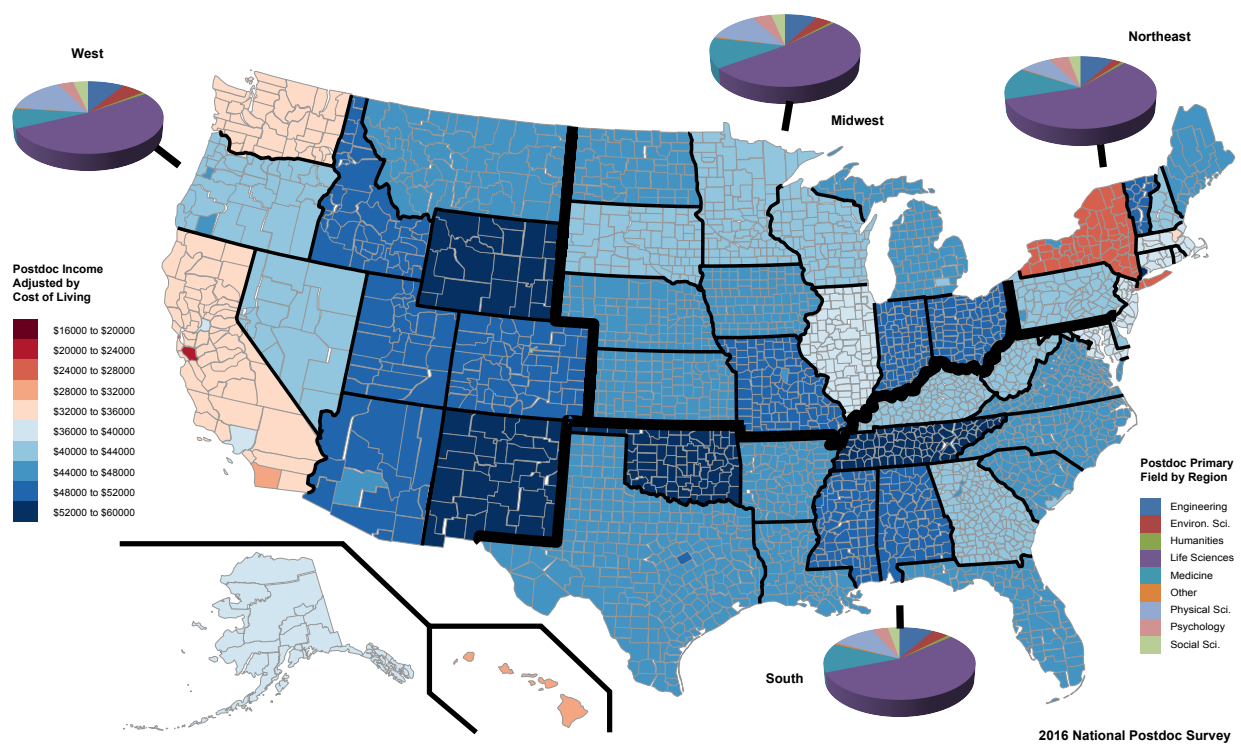 West
Midwest
Northeast
Postdoc Income
Adjusted by
Cost of Living
$16000 to $20000
$20000 to $24000
$24000 to $28000
$28000 to $32000
$32000 to $36000
$36000 to $40000
$40000 to $44000
$44000 to $48000
$48000 to $52000
$52000 to $60000
Postdoc Primary
Field by Region
Engineering
Environ. Sci.
Humanities
Life Sciences
Medicine
Other
Physical Sci.
Psychology
Social Sci.
South
2016 National Postdoc Survey